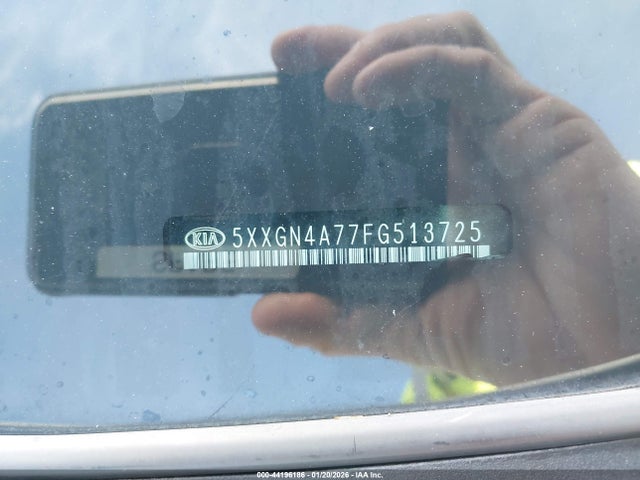 KIA 5XXGN4A77FG513725
000-44196186 - 01/20/2026 - IAA Inc.